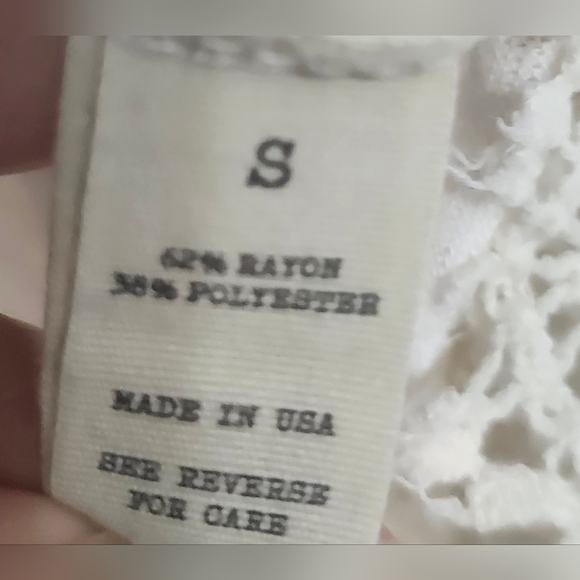 S
62% RAYON
38% POLYESTER
MADE IN USA
SEE REVERSE
FOR CARE